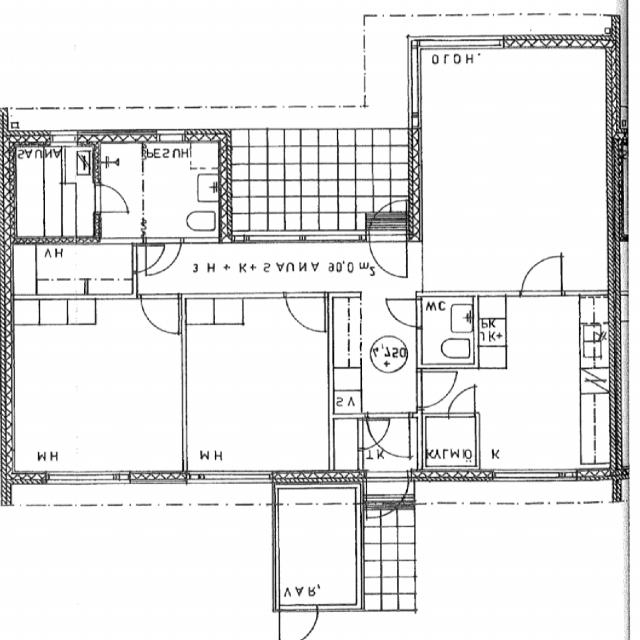 OLOH.
SAUNA
PESUH
VH
3 H + K + SAUNA 90,0 m²
WC
JK+
PK
4,750
+
SV
MH
MH
TK
KYLMIÖ
K
VAR.